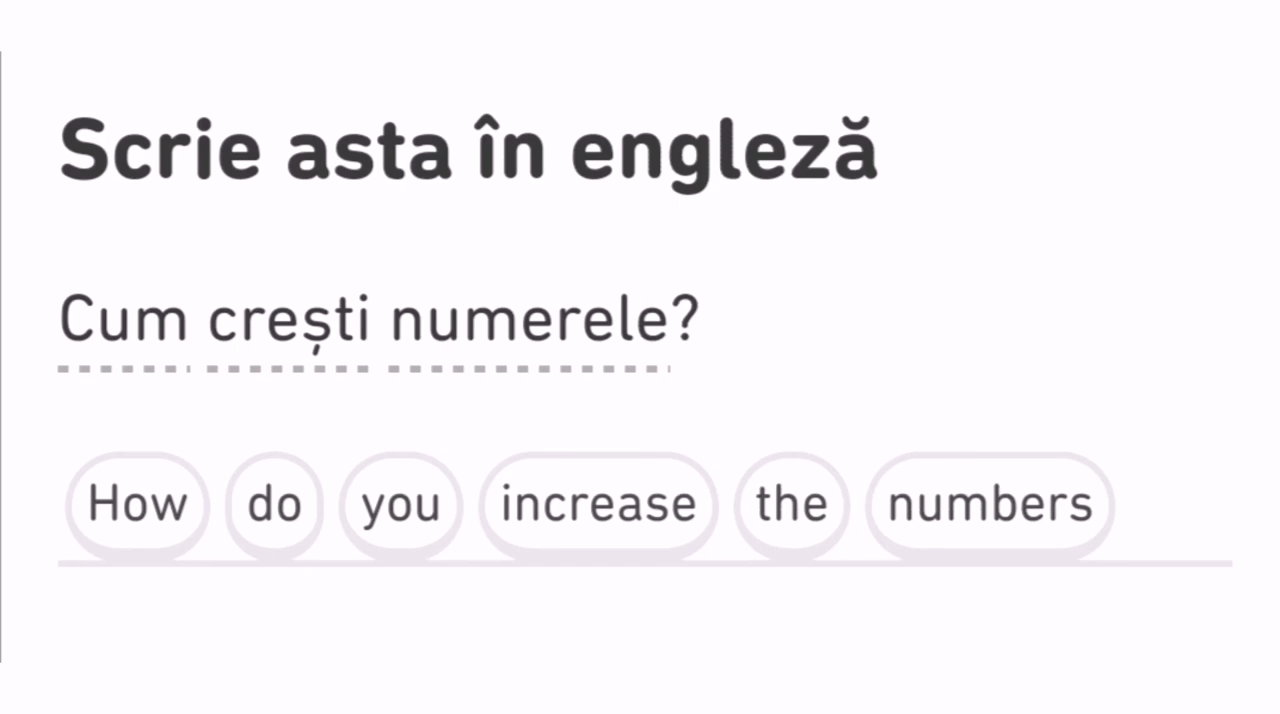 Scrie asta în engleză
Cum crești numerele?
How do you increase the numbers